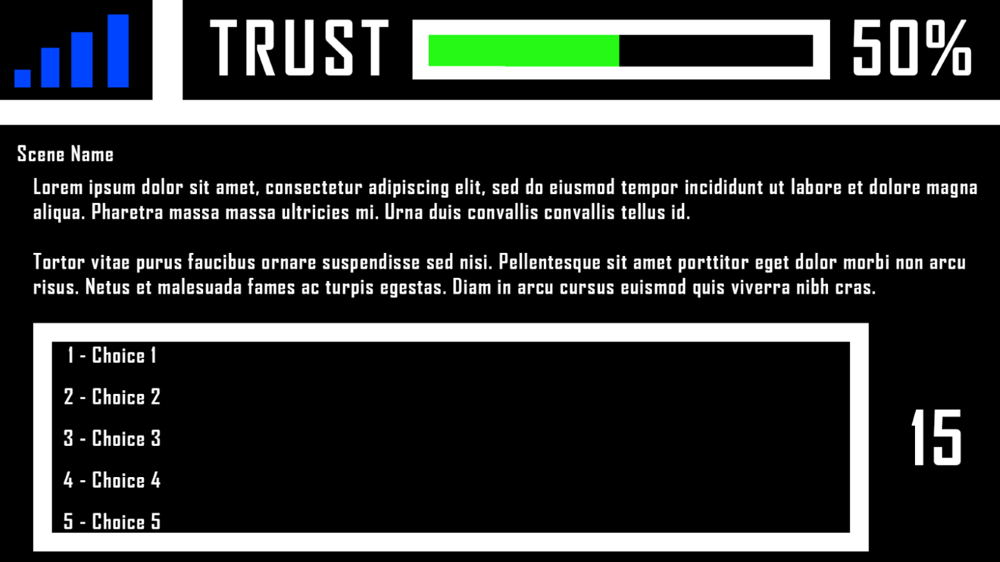 TRUST 50%
Scene Name
Lorem ipsum dolor sit amet, consectetur adipiscing elit, sed do eiusmod tempor incididunt ut labore et dolore magna
aliqua. Pharetra massa massa ultricies mi. Urna duis convallis convallis tellus id.
Tortor vitae purus faucibus ornare suspendisse sed nisi. Pellentesque sit amet porttitor eget dolor morbi non arcu
risus. Netus et malesuada fames ac turpis egestas. Diam in arcu cursus euismod quis viverra nibh cras.
1 - Choice 1
2 - Choice 2
3 - Choice 3
4 - Choice 4
5 - Choice 5
15